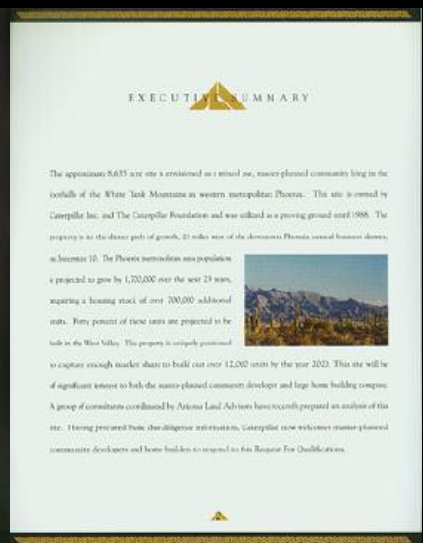 EXECUTIVE SUMMARY
The approximate 8,635 acre site is envisioned as a mixed use, master-planned community lying in the
foothills of the White Tank Mountains in western metropolitan Phoenix. This site is owned by
Caterpillar Inc. and The Caterpillar Foundation and was utilized as a proving ground until 1988. The
property is in the direct path of growth, 25 miles west of the downtown Phoenix central business district,
on Interstate 10. The Phoenix metropolitan area population
is projected to grow by 1,700,000 over the next 25 years,
requiring a housing stock of over 700,000 additional
units. Forty percent of these units are projected to be
built in the West Valley. This property is uniquely positioned
to capture enough market share to build out over 12,000 units by the year 2020. This site will be
of significant interest to both the master-planned community developer and large home building company.
A group of consultants coordinated by Arizona Land Advisors have recently prepared an analysis of this
site. Having procured basic due diligence information, Caterpillar now welcomes master-planned
community developers and home builders to respond to this Request For Qualifications.